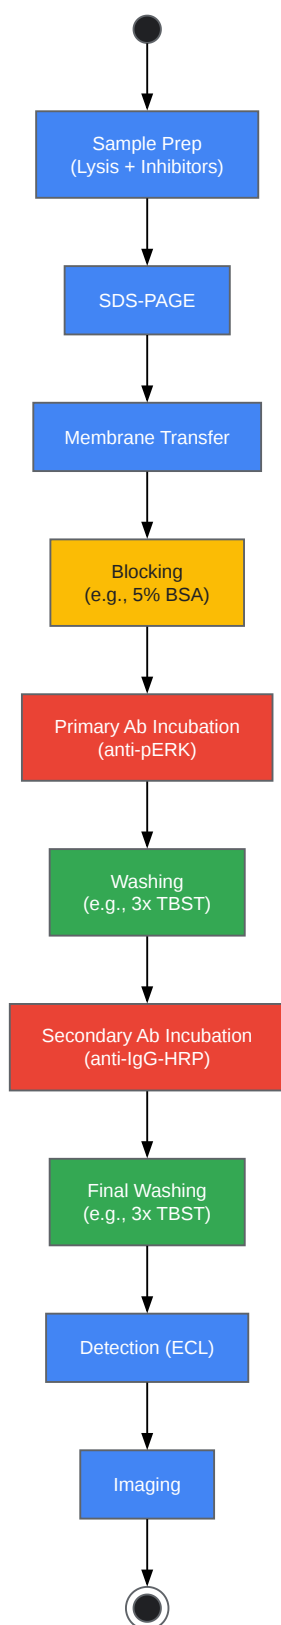 Sample Prep
(Lysis + Inhibitors)
SDS-PAGE
Membrane Transfer
Blocking
(e.g., 5% BSA)
Primary Ab Incubation
(anti-pERK)
Washing
(e.g., 3x TBST)
Secondary Ab Incubation
(anti-IgG-HRP)
Final Washing
(e.g., 3x TBST)
Detection (ECL)
Imaging